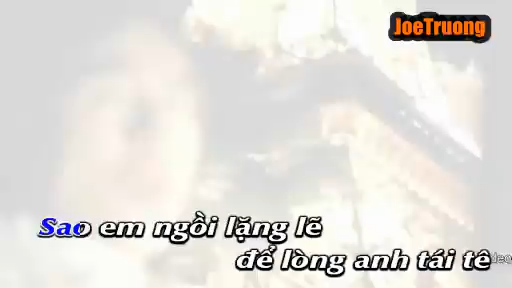 JoeTruong
Sao em ngồi lặng lẽ
để lòng anh tái tê